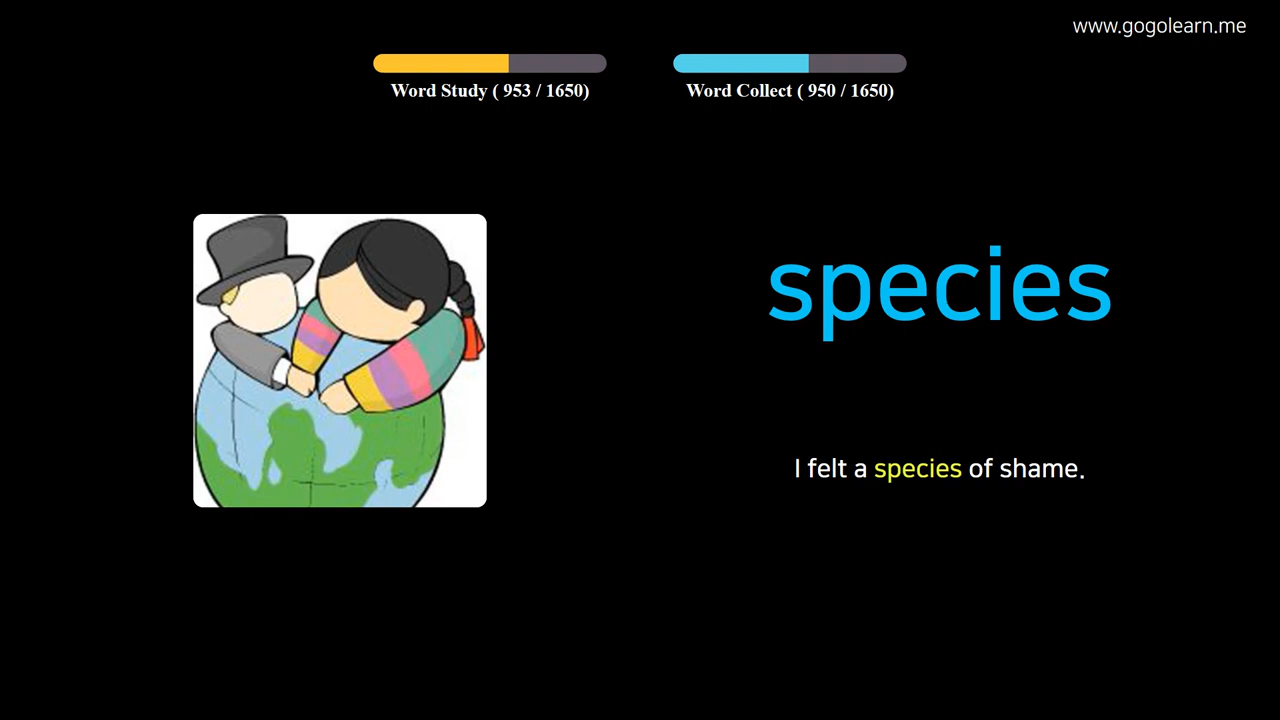 www.gogolearn.me
Word Study ( 953 / 1650)
Word Collect ( 950 / 1650)
species
I felt a species of shame.